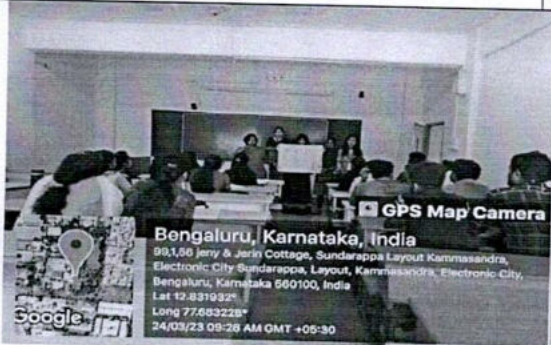 GPS Map Camera
Bengaluru, Karnataka, India
99,1,56 jeny & Jerin Cottage, Sundarappa Layout Kammasandra,
Electronic City Sundarappa, Layout, Kammasandra, Electronic City,
Bengaluru, Karnataka 560100, India
Lat 12.831932°
Long 77.683228°
24/03/23 09:28 AM GMT +05:30
Google